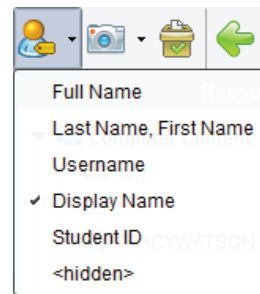 Full Name
Last Name, First Name
Username
Display Name
Student ID
<hidden>